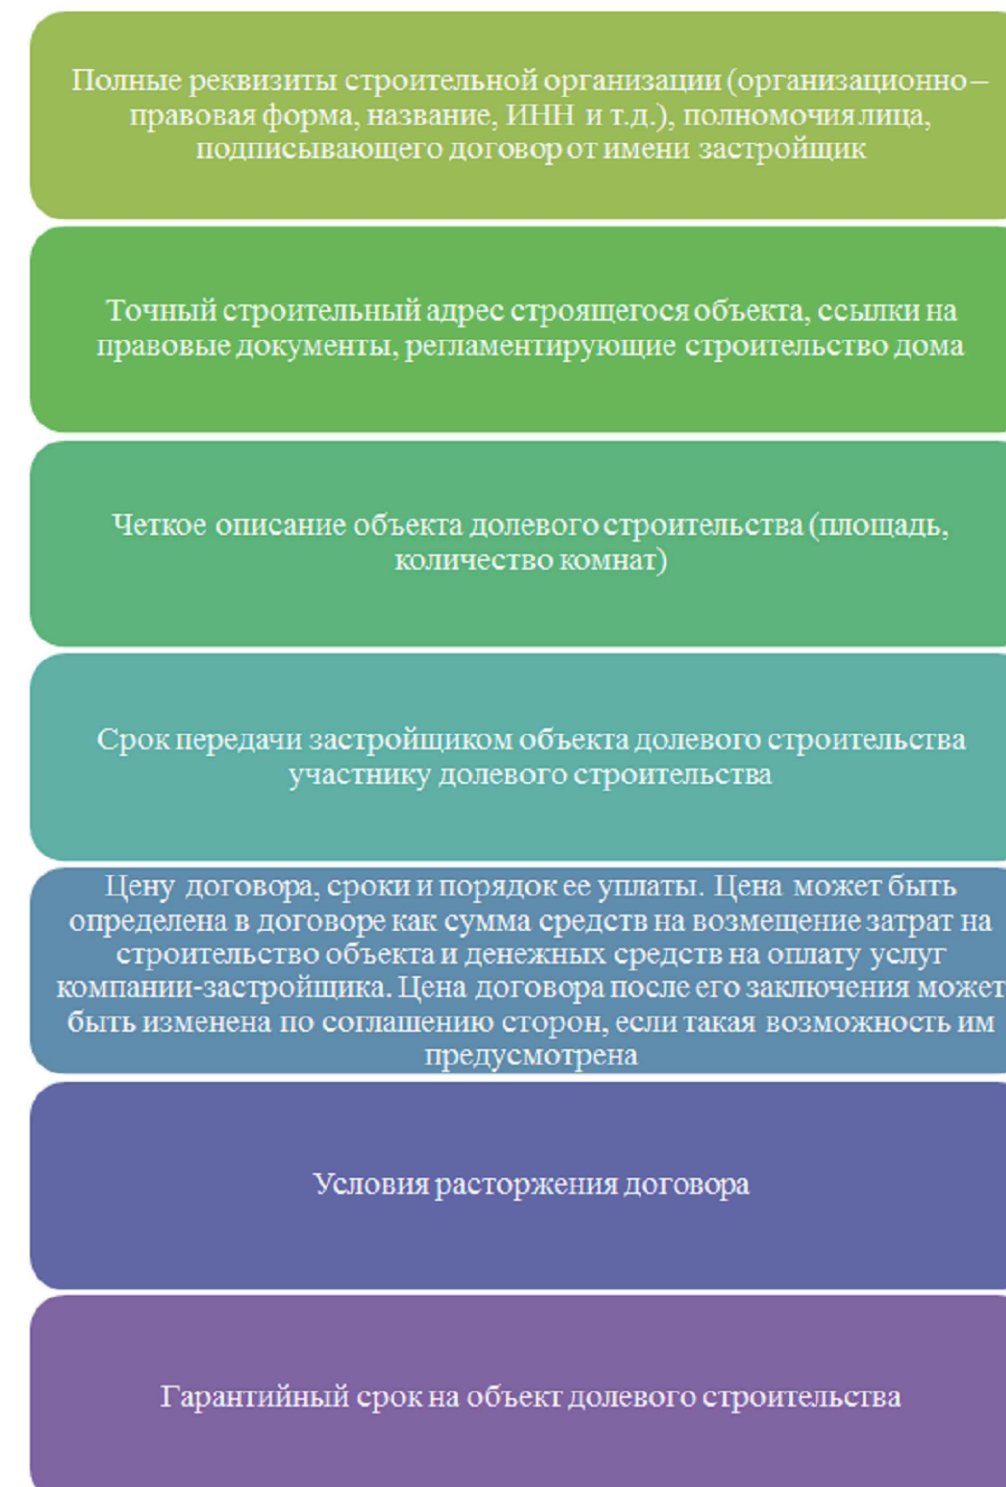 Полные реквизиты строительной организации (организационно–
правовая форма, название, ИНН и т.д.), полномочия лица,
подписывающего договор от имени застройщик
Точный строительный адрес строящегося объекта, ссылки на
правовые документы, регламентирующие строительство дома
Четкое описание объекта долевого строительства (площадь,
количество комнат)
Срок передачи застройщиком объекта долевого строительства
участнику долевого строительства
Цену договора, сроки и порядок ее уплаты. Цена может быть
определена в договоре как сумма средств на возмещение затрат на
строительство объекта и денежных средств на оплату услуг
компании-застройщика. Цена договора после его заключения может
быть изменена по соглашению сторон, если такая возможность им
предусмотрена
Условия расторжения договора
Гарантийный срок на объект долевого строительства